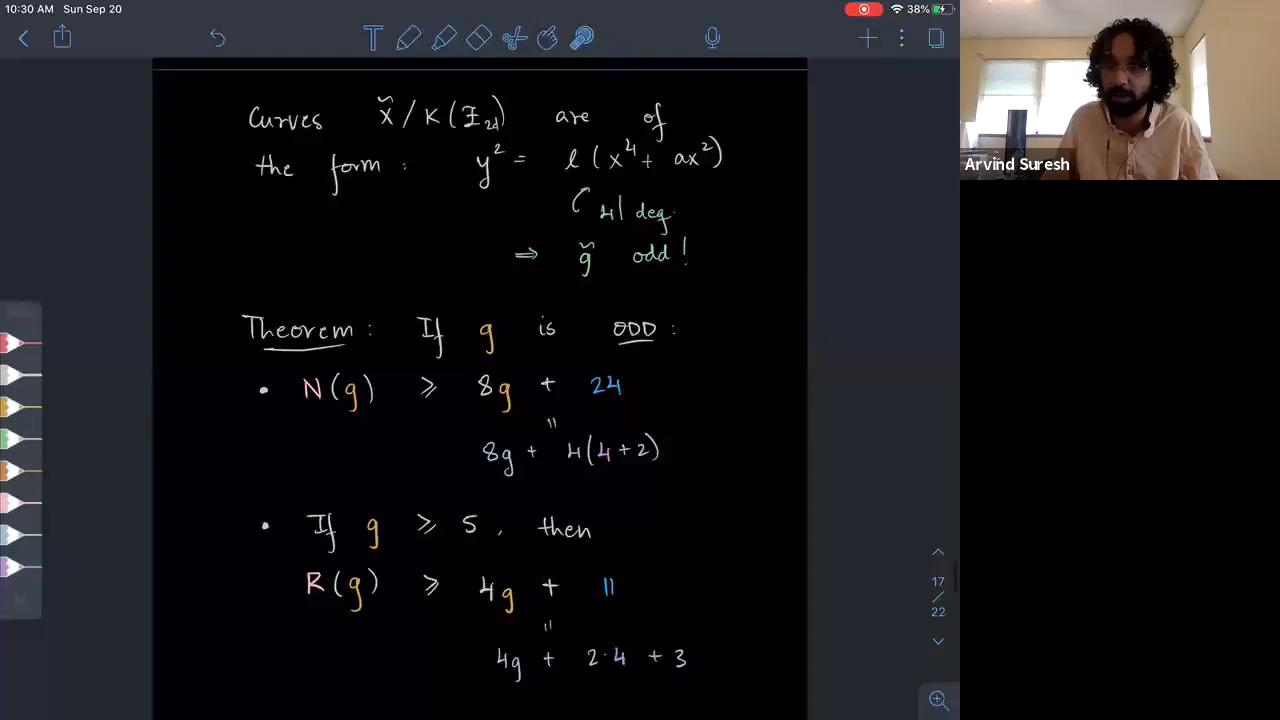 10:30 AM Sun Sep 20
38%
Curves X̃ / K(Z_2d) are of
the form : y² = l(x⁴ + ax²)
4 | deg.
⇒ g̃ odd!
Theorem : If g is ODD :
• N(g) ≥ 8g + 24
"
8g + 4(4+2)
• If g ≥ 5, then
R(g) ≥ 4g + 11
"
4g + 2·4 + 3
17
/
22
Arvind Suresh